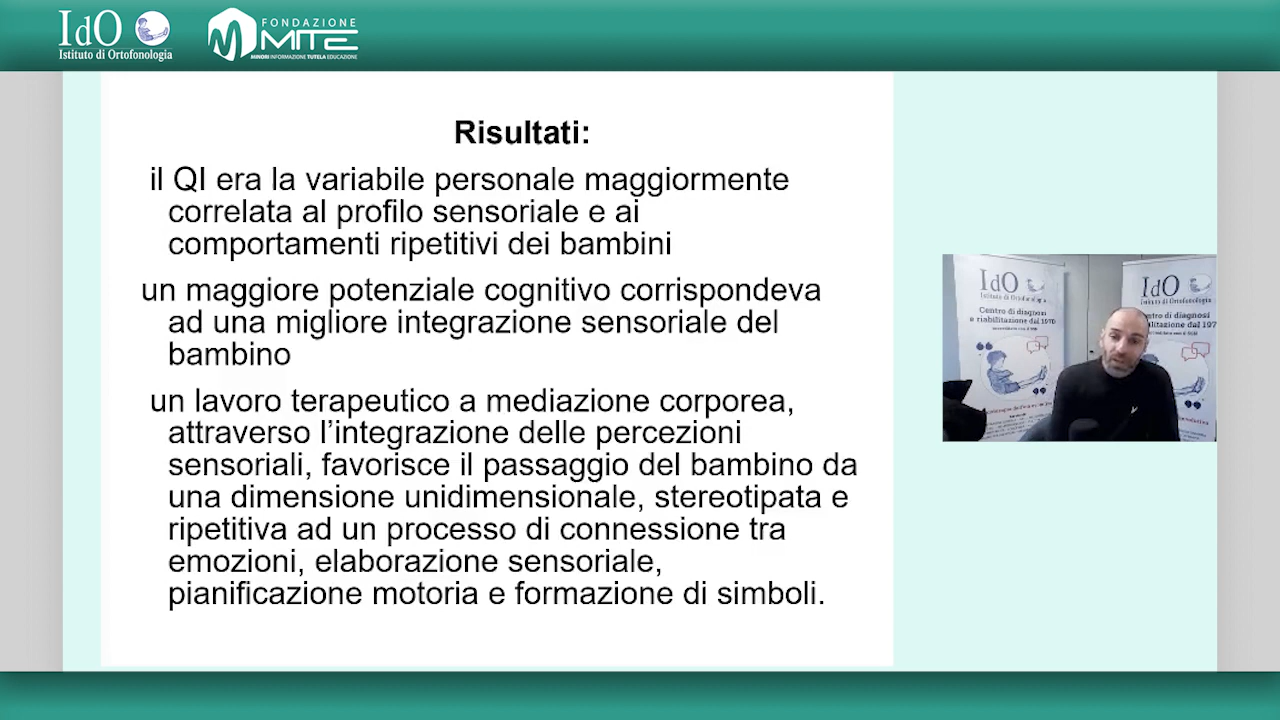 IdO
Istituto di Ortofonologia
FONDAZIONE
MITE
MINORI INFORMAZIONE TUTELA EDUCAZIONE
Risultati:
il QI era la variabile personale maggiormente
correlata al profilo sensoriale e ai
comportamenti ripetitivi dei bambini
un maggiore potenziale cognitivo corrispondeva
ad una migliore integrazione sensoriale del
bambino
un lavoro terapeutico a mediazione corporea,
attraverso l'integrazione delle percezioni
sensoriali, favorisce il passaggio del bambino da
una dimensione unidimensionale, stereotipata e
ripetitiva ad un processo di connessione tra
emozioni, elaborazione sensoriale,
pianificazione motoria e formazione di simboli.
IdO
Istituto di Ortofonologia
Centro di diagnosi
e riabilitazione dal 1970
IdO
Istituto di Ortofonologia
Centro di diagnosi
bilitazione dal 197